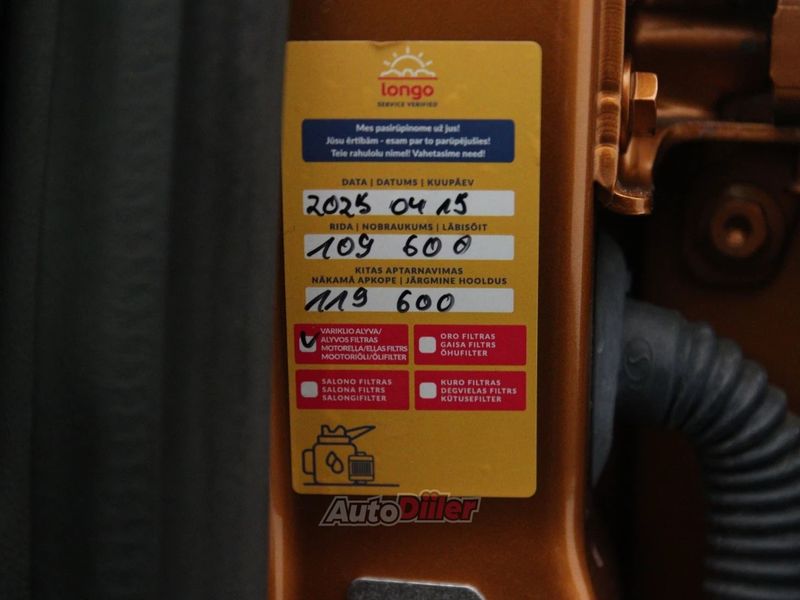 longo
SERVICE VERIFIED
Mes pasirūpinome už jus!
Jūsu ērtībām - esam par to parūpējušies!
Teie rahulolu nimel! Vahetasime need!
DATA | DATUMS | KUUPÄEV
2025 04 15
RIDA | NOBRAUKUMS | LÄBISÕIT
109 600
KITAS APTARNAVIMAS
NĀKAMĀ APKOPE | JÄRGMINE HOOLDUS
119 600
VARIKLIO ALYVA/
ALYVOS FILTRAS
MOTOREĻĻA/EĻĻAS FILTRS
MOOTORIÕLI/ÕLIFILTER
ORO FILTRAS
GAISA FILTRS
ÕHUFILTER
SALONO FILTRAS
SALONA FILTRS
SALONGIFILTER
KURO FILTRAS
DEGVIELAS FILTRS
KÜTUSEFILTER
AutoDiiler